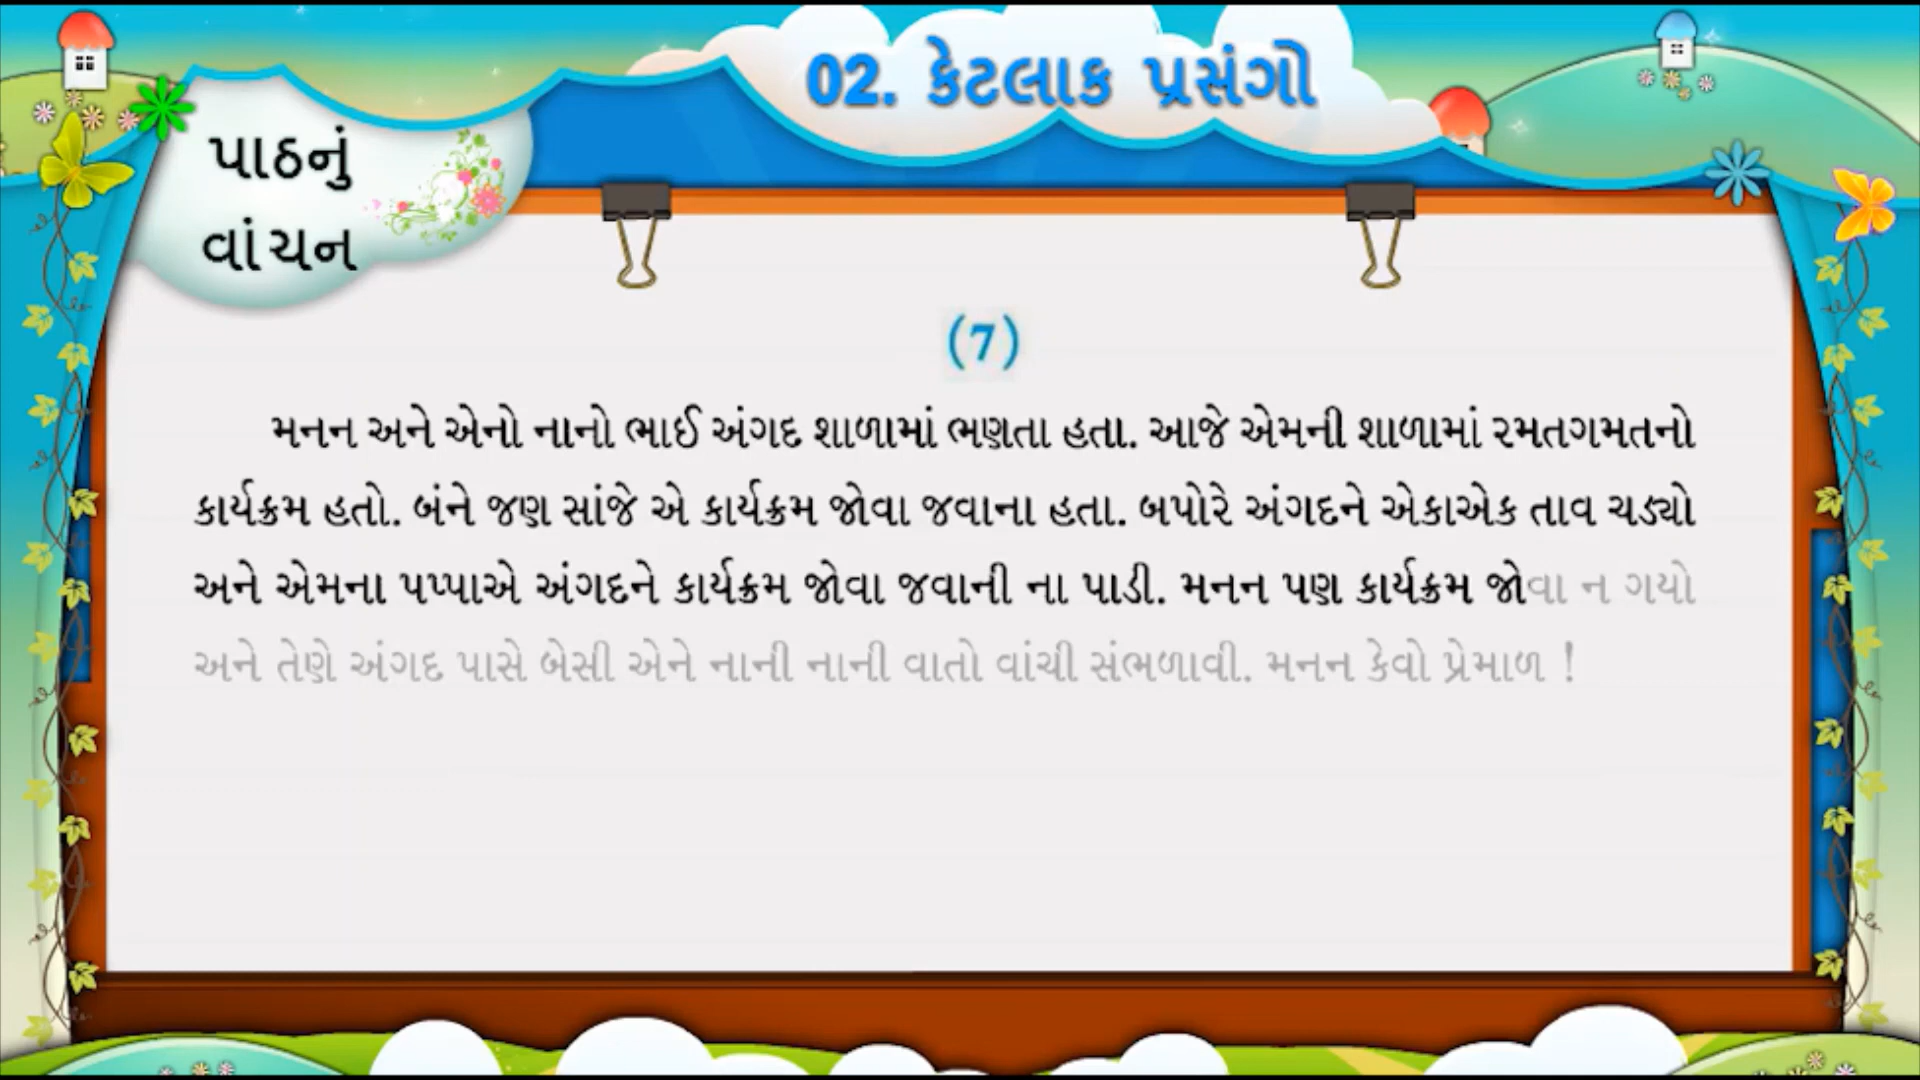 02. કેટલાક પ્રસંગો
પાઠનું
વાંચન
(7)
મનન અને એનો નાનો ભાઈ અંગદ શાળામાં ભણતા હતા. આજે એમની શાળામાં રમતગમતનો
કાર્યક્રમ હતો. બંને જણ સાંજે એ કાર્યક્રમ જોવા જવાના હતા. બપોરે અંગદને એકાએક તાવ ચડ્યો
અને એમના પપ્પાએ અંગદને કાર્યક્રમ જોવા જવાની ના પાડી. મનન પણ કાર્યક્રમ જોવા ન ગયો
અને તેણે અંગદ પાસે બેસી એને નાની નાની વાતો વાંચી સંભળાવી. મનન કેવો પ્રેમાળ !